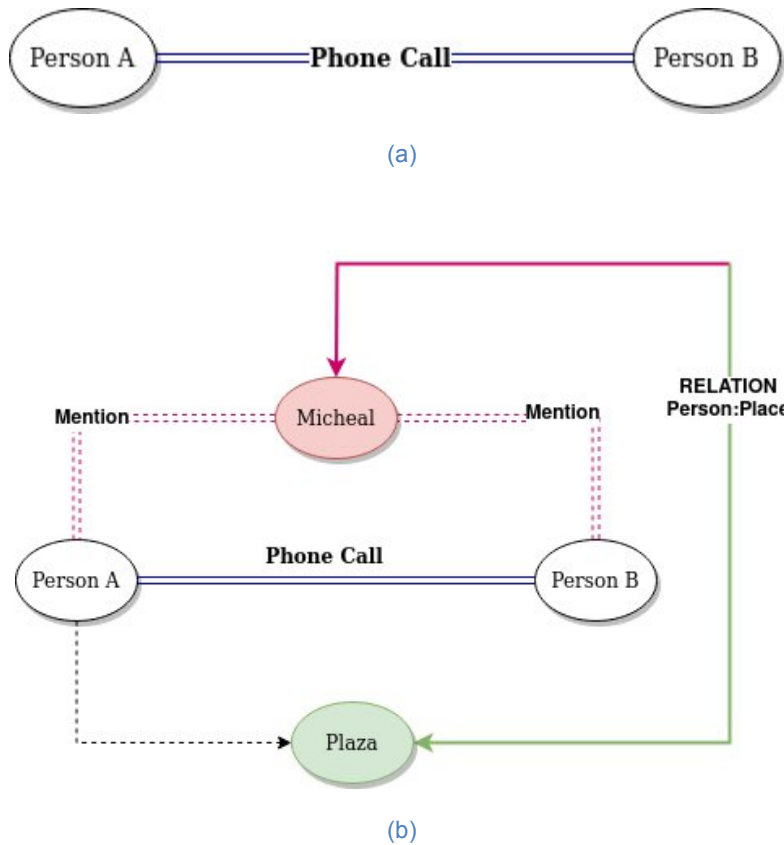 Person A
Phone Call
Person B
(a)
Micheal
Mention
Mention
RELATION
Person:Place
Phone Call
Person A
Person B
Plaza
(b)